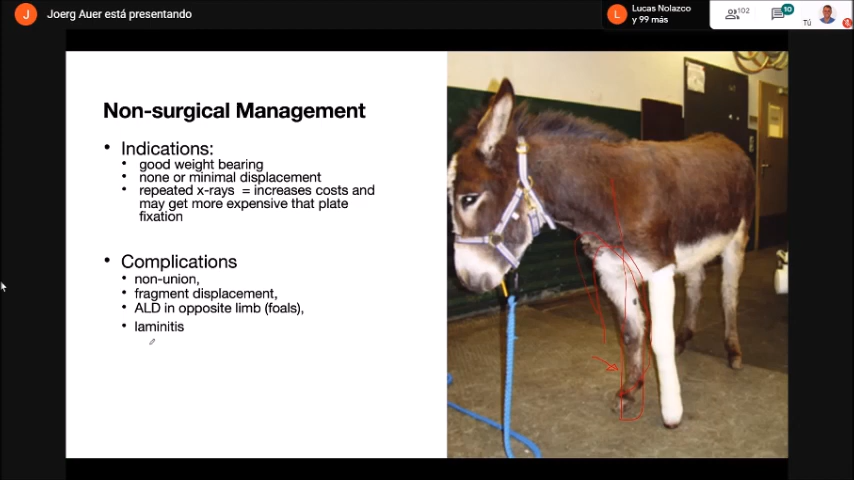 J
Joerg Auer está presentando
L
Lucas Nolazco
y 99 más
102
10
Tú
Non-surgical Management
• Indications:
• good weight bearing
• none or minimal displacement
• repeated x-rays = increases costs and
may get more expensive that plate
fixation
• Complications
• non-union,
• fragment displacement,
• ALD in opposite limb (foals),
• laminitis